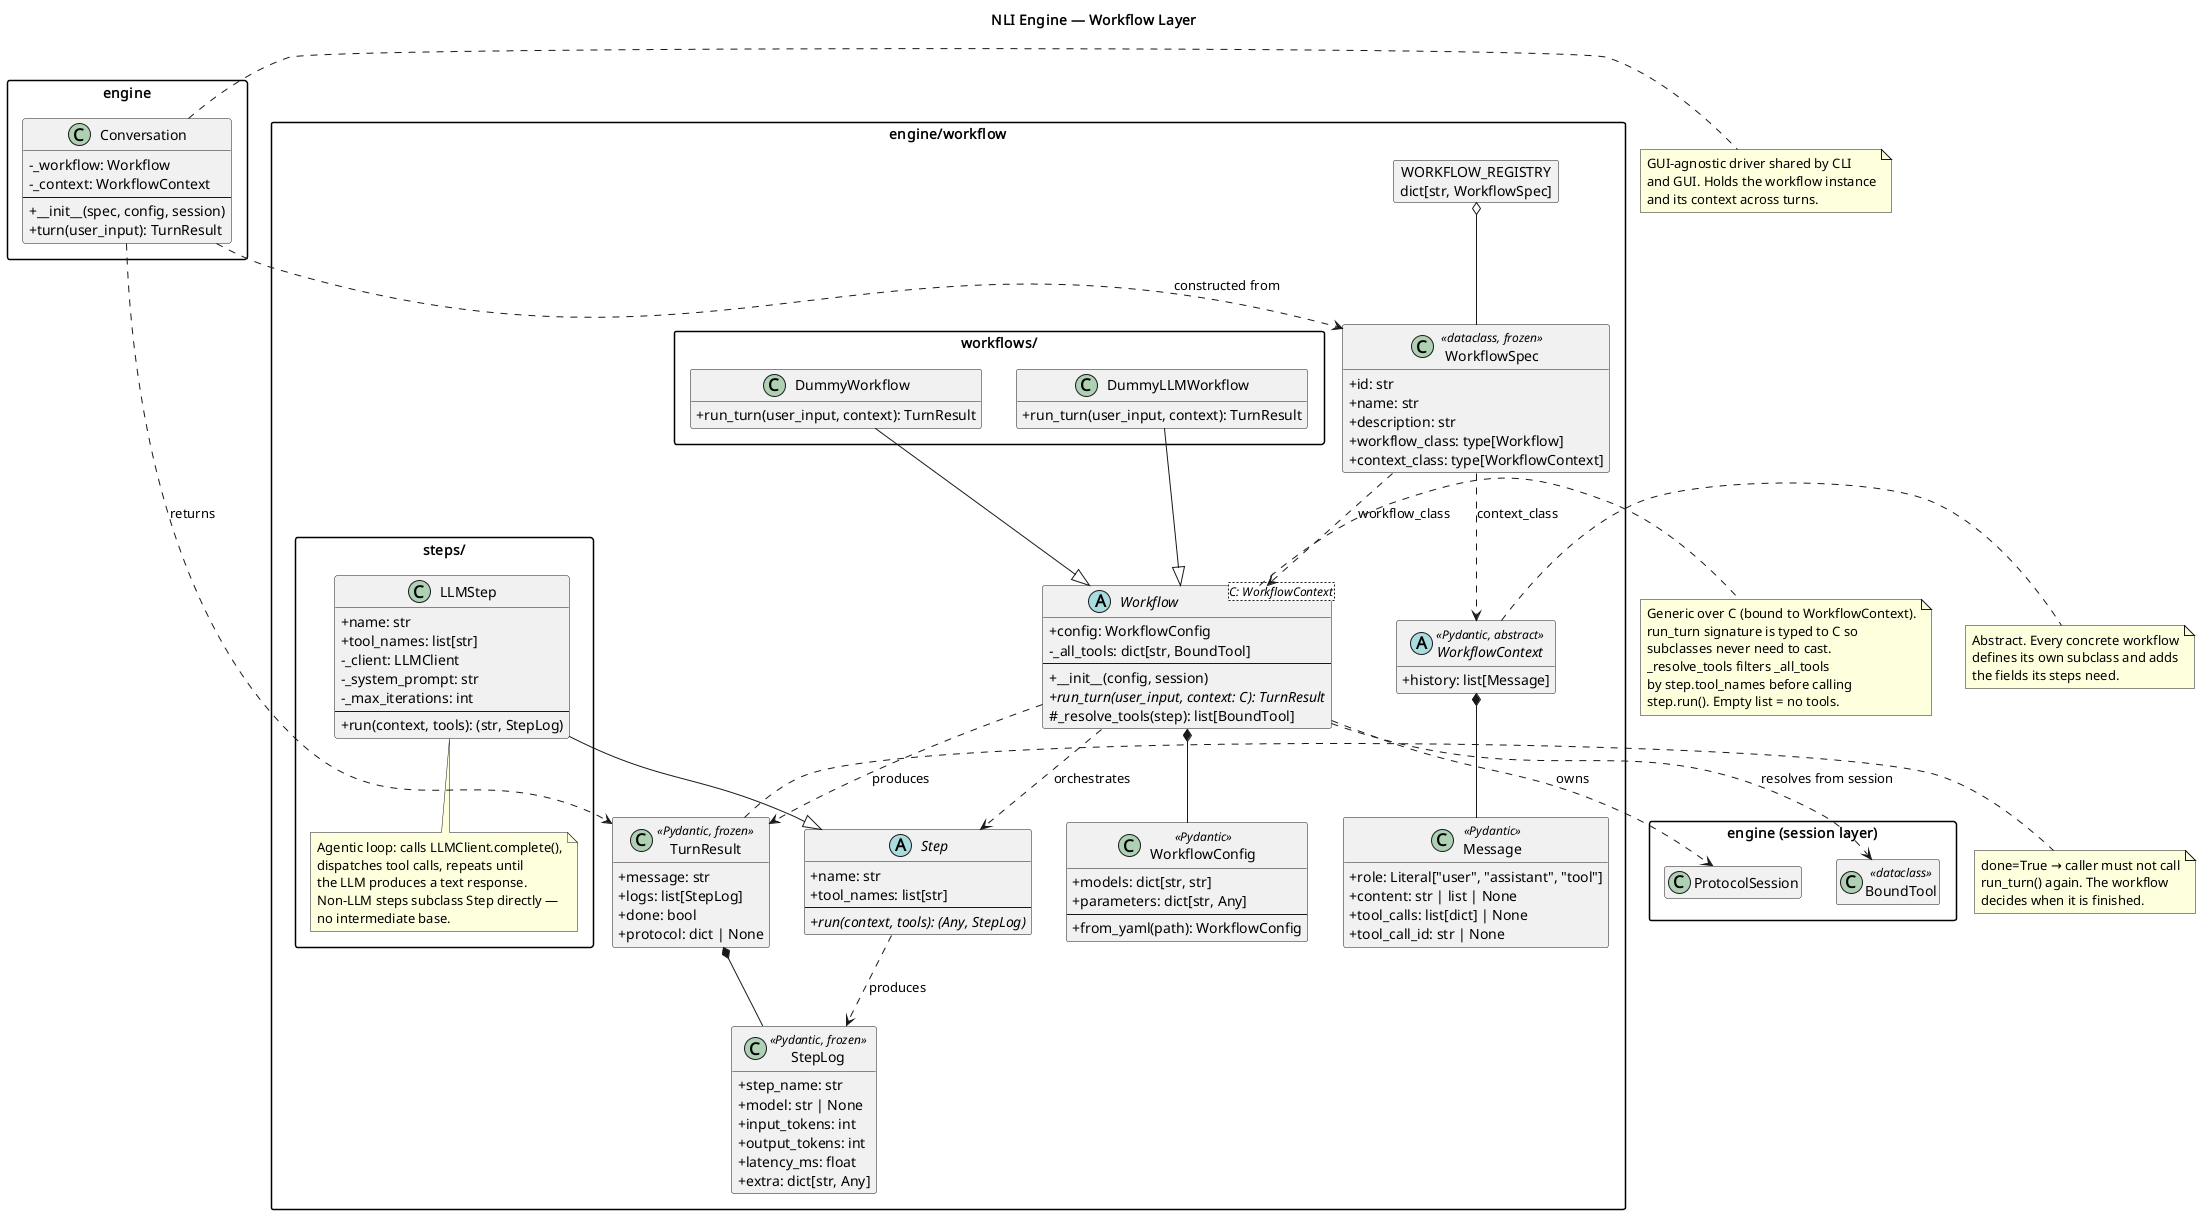 NLI Engine — Workflow Layer
engine
C Conversation
-_workflow: Workflow
-_context: WorkflowContext
+__init__(spec, config, session)
+turn(user_input): TurnResult
GUI-agnostic driver shared by CLI
and GUI. Holds the workflow instance
and its context across turns.
engine/workflow
WORKFLOW_REGISTRY
dict[str, WorkflowSpec]
constructed from
workflows/
C DummyWorkflow
+run_turn(user_input, context): TurnResult
C DummyLLMWorkflow
+run_turn(user_input, context): TurnResult
«dataclass, frozen»
C WorkflowSpec
+id: str
+name: str
+description: str
+workflow_class: type[Workflow]
+context_class: type[WorkflowContext]
returns
workflow_class
context_class
steps/
C LLMStep
+name: str
+tool_names: list[str]
-_client: LLMClient
-_system_prompt: str
-_max_iterations: int
+run(context, tools): (str, StepLog)
Agentic loop: calls LLMClient.complete(),
dispatches tool calls, repeats until
the LLM produces a text response.
Non-LLM steps subclass Step directly —
no intermediate base.
A Workflow
C: WorkflowContext
+config: WorkflowConfig
-_all_tools: dict[str, BoundTool]
+__init__(config, session)
+run_turn(user_input, context: C): TurnResult
#_resolve_tools(step): list[BoundTool]
«Pydantic, abstract»
A WorkflowContext
+history: list[Message]
Generic over C (bound to WorkflowContext).
run_turn signature is typed to C so
subclasses never need to cast.
_resolve_tools filters _all_tools
by step.tool_names before calling
step.run(). Empty list = no tools.
Abstract. Every concrete workflow
defines its own subclass and adds
the fields its steps need.
produces
orchestrates
owns
resolves from session
«Pydantic, frozen»
C TurnResult
+message: str
+logs: list[StepLog]
+done: bool
+protocol: dict | None
A Step
+name: str
+tool_names: list[str]
+run(context, tools): (Any, StepLog)
«Pydantic»
C WorkflowConfig
+models: dict[str, str]
+parameters: dict[str, Any]
+from_yaml(path): WorkflowConfig
«Pydantic»
C Message
+role: Literal["user", "assistant", "tool"]
+content: str | list | None
+tool_calls: list[dict] | None
+tool_call_id: str | None
engine (session layer)
C ProtocolSession
«dataclass»
C BoundTool
done=True → caller must not call
run_turn() again. The workflow
decides when it is finished.
produces
«Pydantic, frozen»
C StepLog
+step_name: str
+model: str | None
+input_tokens: int
+output_tokens: int
+latency_ms: float
+extra: dict[str, Any]